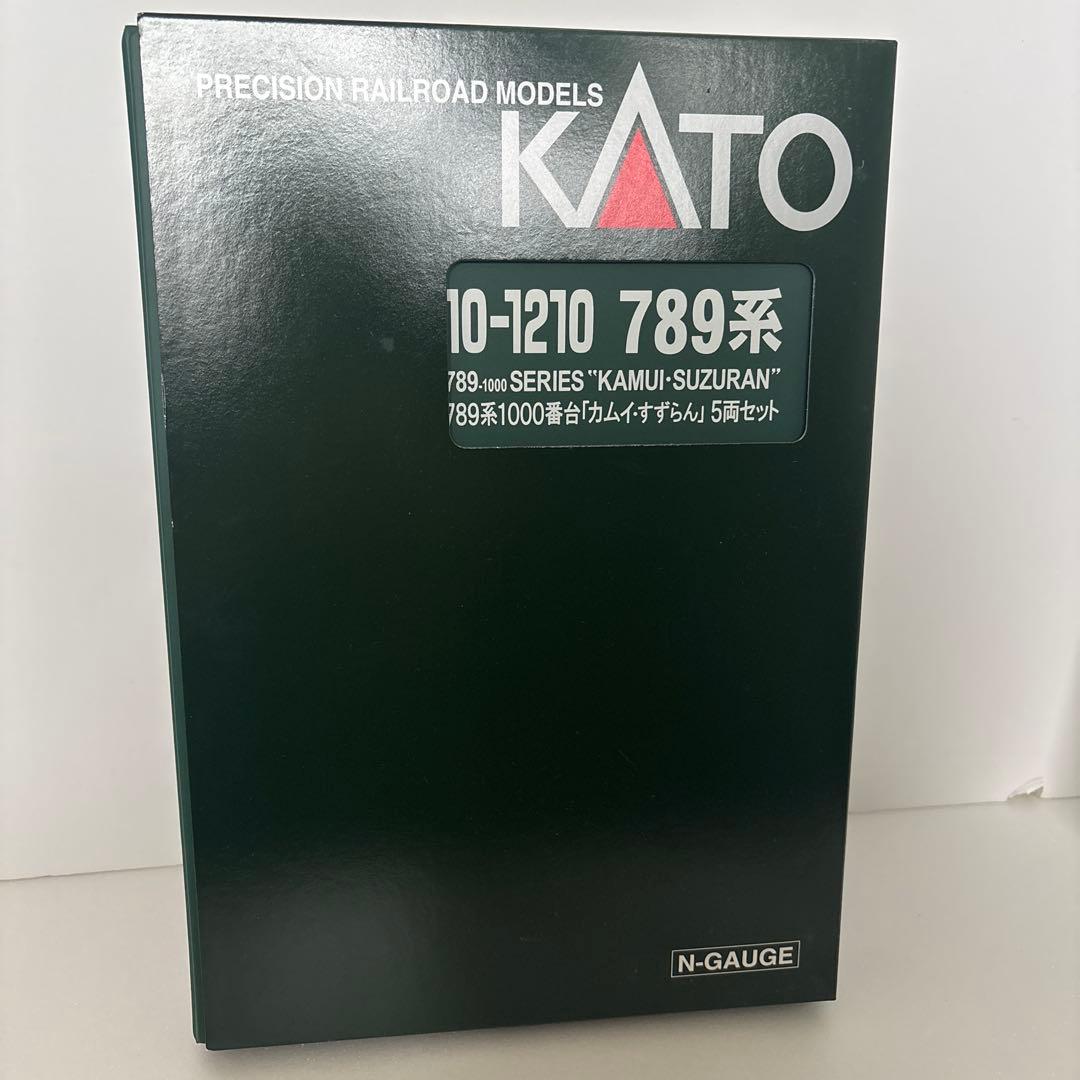 PRECISION RAILROAD MODELS
KATO
10-1210 789系
789-1000 SERIES "KAMUI・SUZURAN"
789系1000番台「カムイ・すずらん」5両セット
N-GAUGE